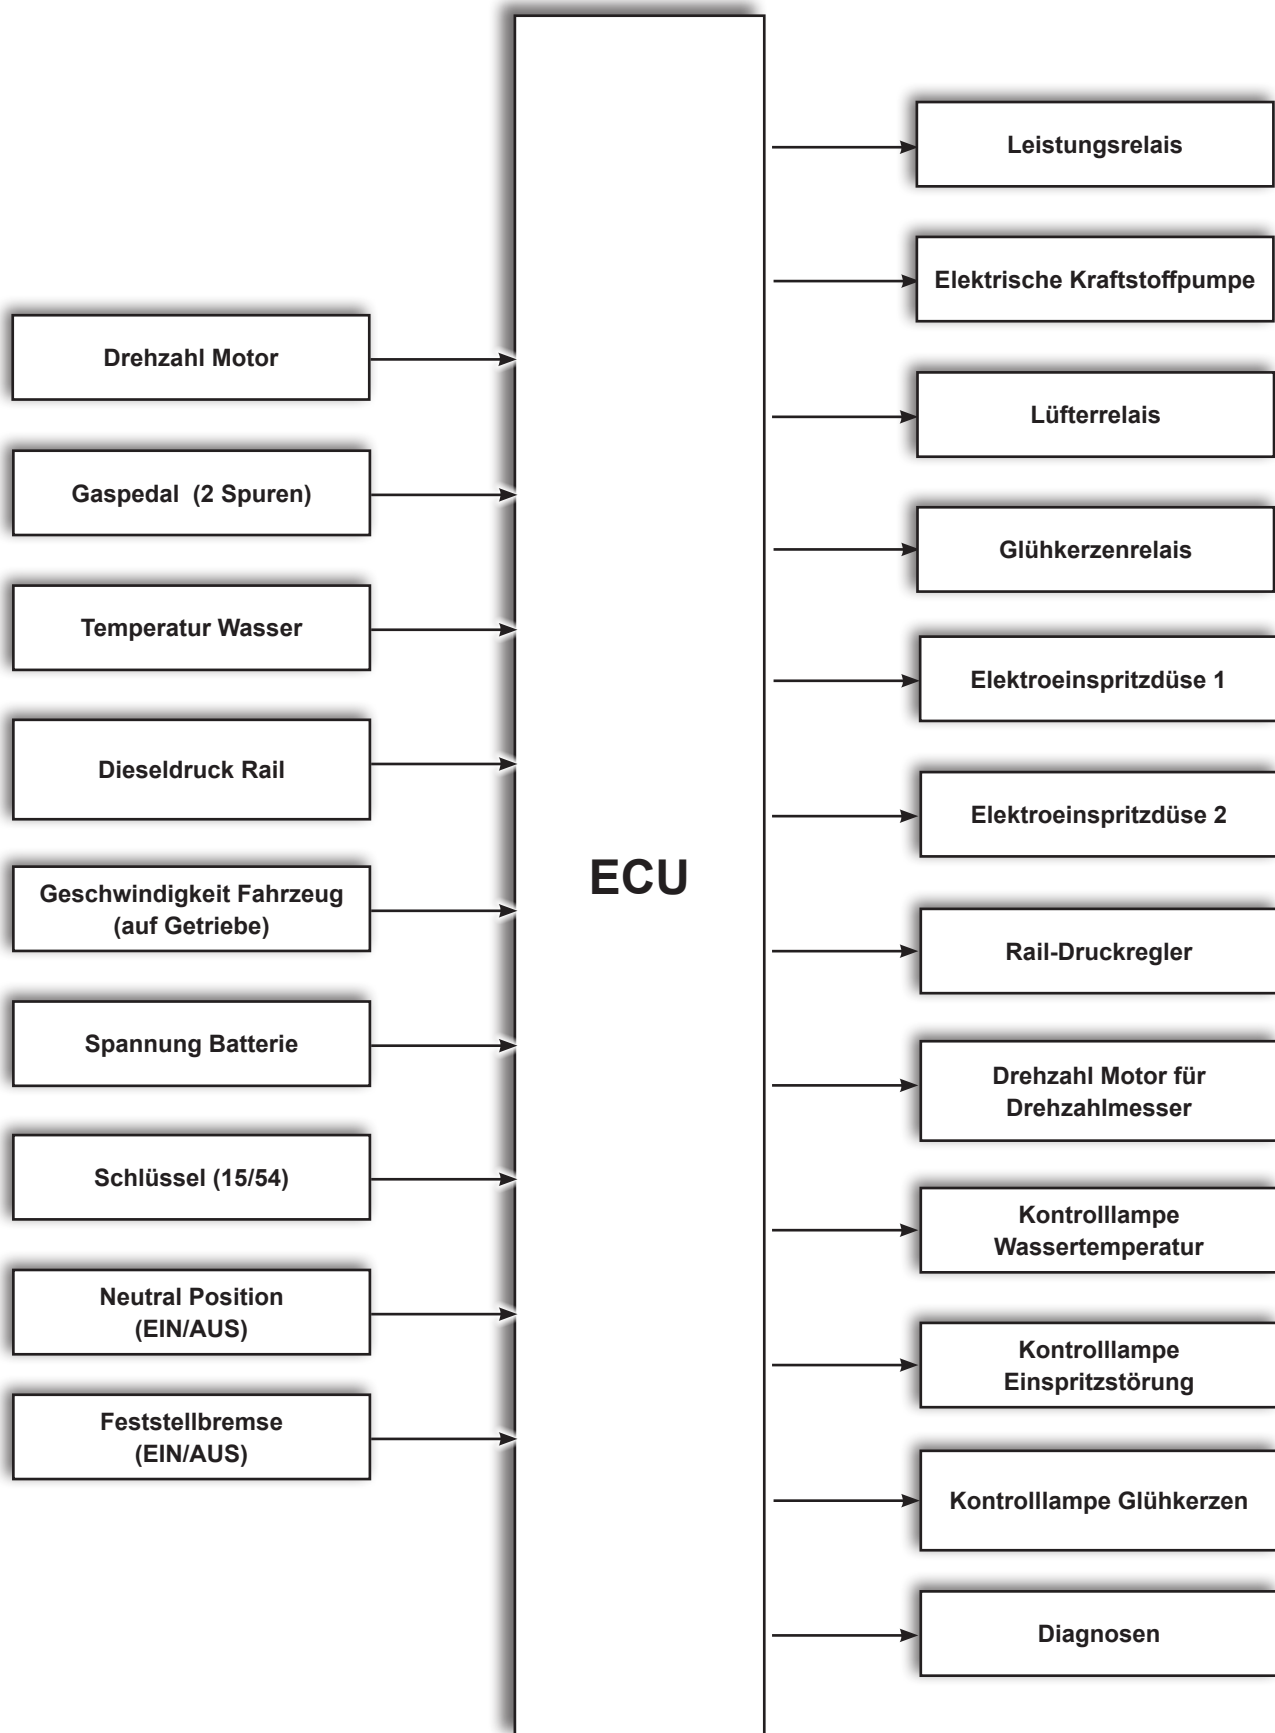 Drehzahl Motor
Gaspedal (2 Spuren)
Temperatur Wasser
Dieseldruck Rail
Geschwindigkeit Fahrzeug
(auf Getriebe)
Spannung Batterie
Schlüssel (15/54)
Neutral Position
(EIN/AUS)
Feststellbremse
(EIN/AUS)
ECU
Leistungsrelais
Elektrische Kraftstoffpumpe
Lüfterrelais
Glühkerzenrelais
Elektroeinspritzdüse 1
Elektroeinspritzdüse 2
Rail-Druckregler
Drehzahl Motor für
Drehzahlmesser
Kontrolllampe
Wassertemperatur
Kontrolllampe
Einspritzstörung
Kontrolllampe Glühkerzen
Diagnosen